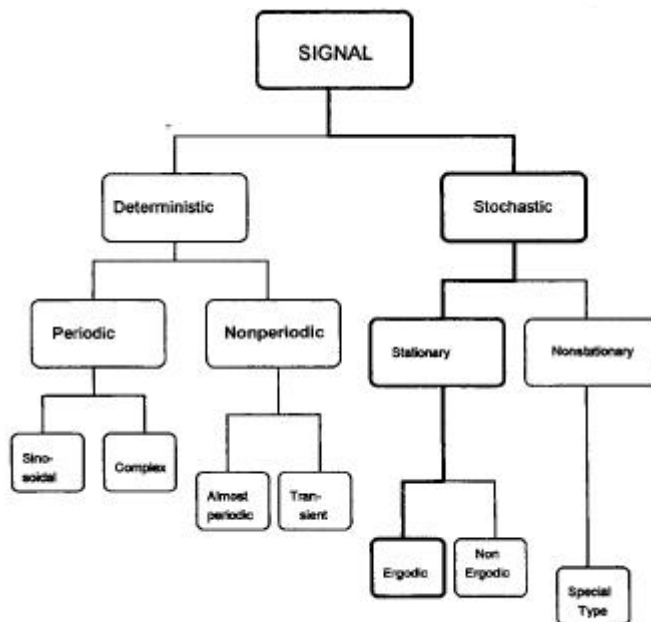 SIGNAL
Deterministic
Stochastic
Periodic
Nonperiodic
Stationary
Nonstationary
Sino-
soidal
Complex
Almost
periodic
Tran-
sient
Ergodic
Non
Ergodic
Special
Type